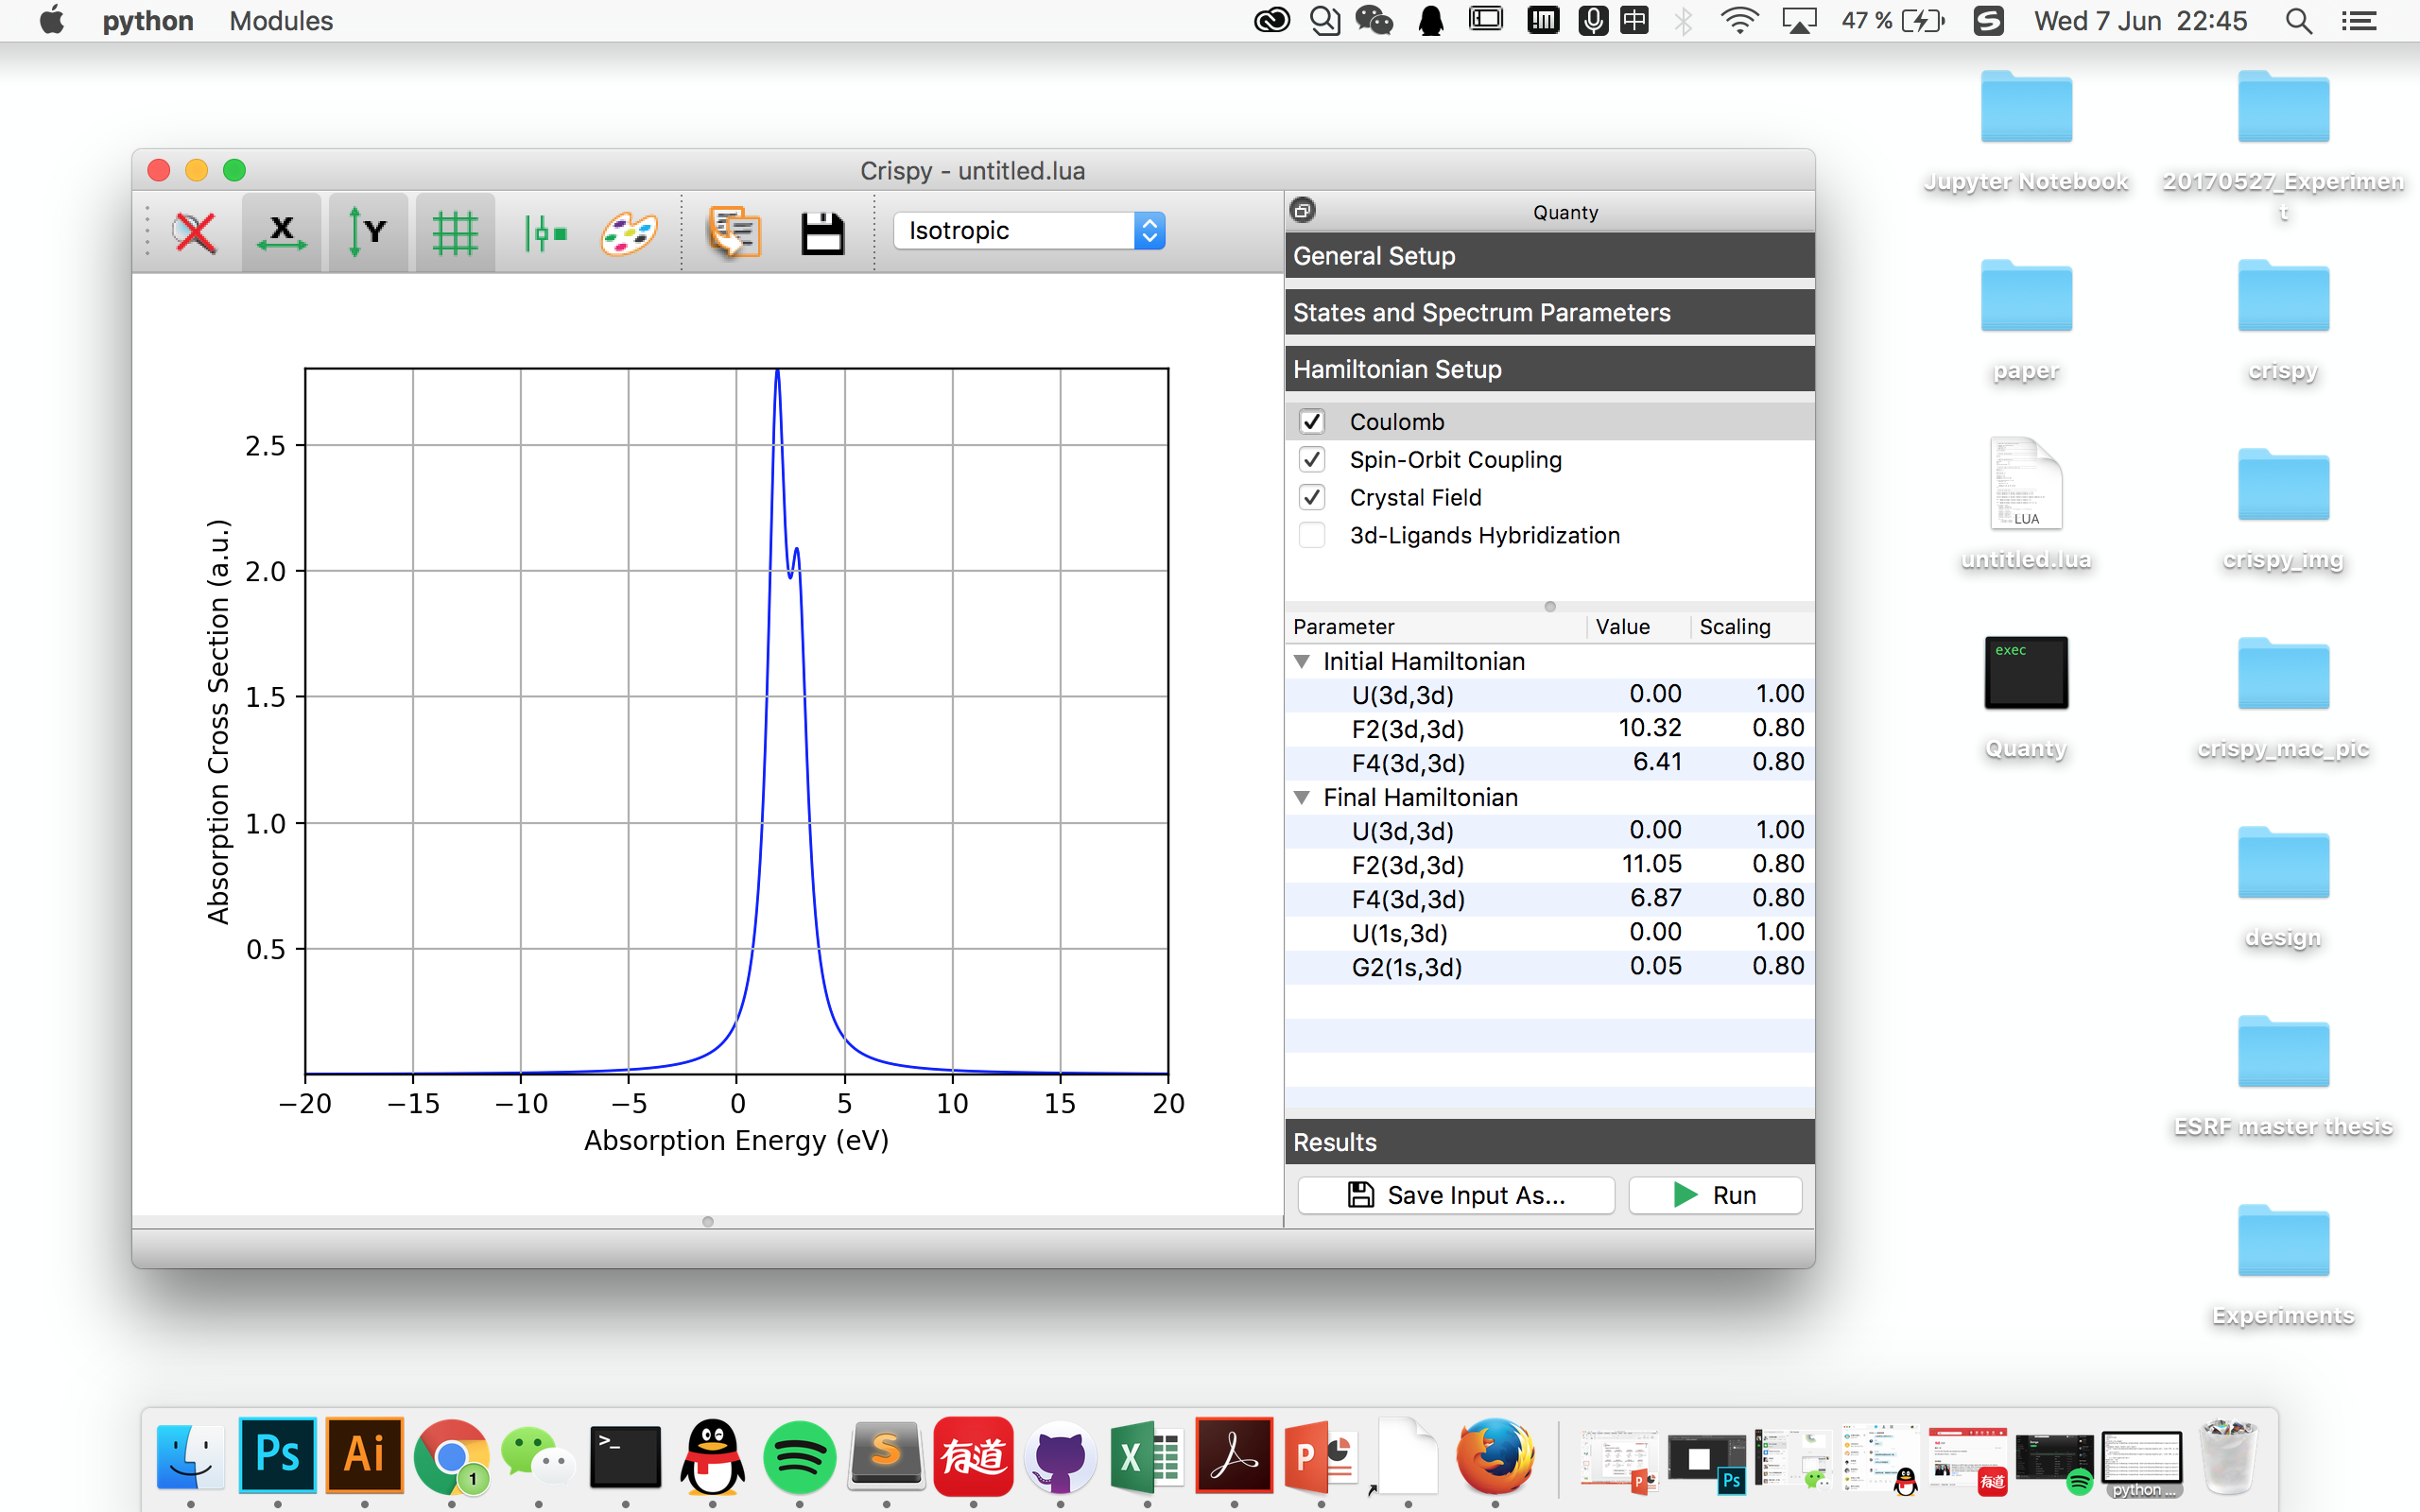 python Modules 中 47 % Wed 7 Jun 22:45
Jupyter Notebook
20170527_Experimen
t
paper
crispy
LUA
untitled.lua
crispy_img
exec
Quanty
crispy_mac_pic
design
ESRF master thesis
Experiments
Crispy - untitled.lua
X
Y
Isotropic
Absorption Cross Section (a.u.)
2.5
2.0
1.5
1.0
0.5
−20 −15 −10 −5 0 5 10 15 20
Absorption Energy (eV)
Quanty
General Setup
States and Spectrum Parameters
Hamiltonian Setup
Coulomb
Spin-Orbit Coupling
Crystal Field
3d-Ligands Hybridization
Parameter Value Scaling
Initial Hamiltonian
U(3d,3d) 0.00 1.00
F2(3d,3d) 10.32 0.80
F4(3d,3d) 6.41 0.80
Final Hamiltonian
U(3d,3d) 0.00 1.00
F2(3d,3d) 11.05 0.80
F4(3d,3d) 6.87 0.80
U(1s,3d) 0.00 1.00
G2(1s,3d) 0.05 0.80
Results
Save Input As...
Run
Ps
Ai
1
>_
S
有道
X
P
P
Ps
有道
python ...